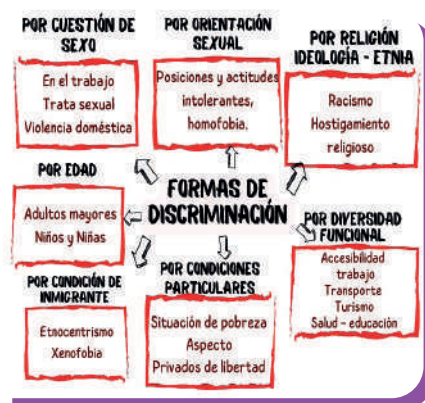 POR CUESTIÓN DE
SEXO
En el trabajo
Trata sexual
Violencia doméstica
POR ORIENTACIÓN
SEXUAL
Posiciones y actitudes
intolerantes,
homofobia.
POR RELIGIÓN
IDEOLOGÍA - ETNIA
Racismo
Hostigamiento
religioso
POR EDAD
Adultos mayores
Niños y Niñas
FORMAS DE
DISCRIMINACIÓN
POR DIVERSIDAD
FUNCIONAL
Accesibilidad
trabajo
Transporte
Turismo
Salud - educación
POR CONDICIÓN DE
INMIGRANTE
Etnocentrismo
Xenofobia
POR CONDICIONES
PARTICULARES
Situación de pobreza
Aspecto
Privados de libertad